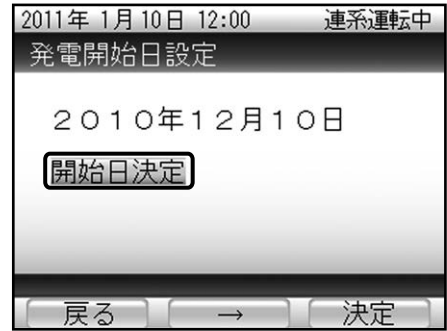 2011年 1月10日 12:00 連系運転中
発電開始日設定
2010年12月10日
開始日決定
戻る → 決定